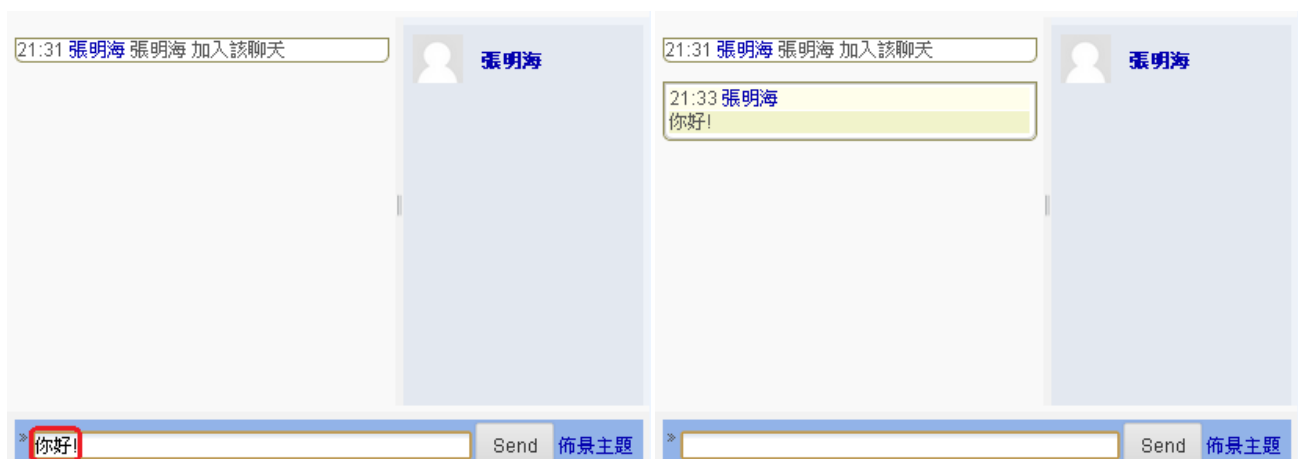 21:31 張明海 張明海 加入該聊天
張明海
» 你好!
Send
佈景主題
21:31 張明海 張明海 加入該聊天
21:33 張明海
你好!
張明海
»
Send
佈景主題